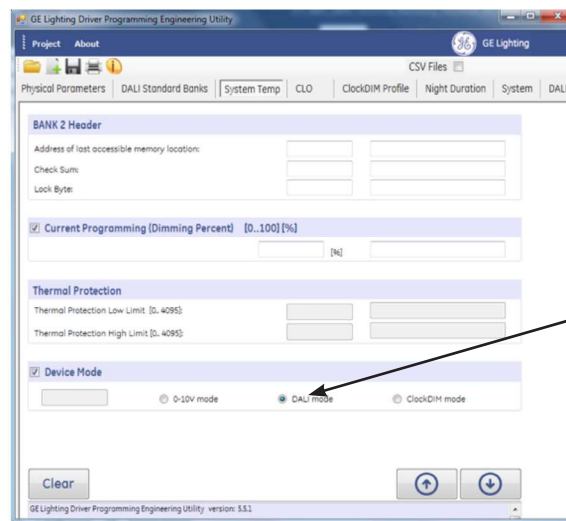 GE Lighting Driver Programming Engineering Utility
Project About
GE Lighting
CSV Files
Physical Parameters DALI Standard Banks System Temp CLO ClockDIM Profile Night Duration System DALI
BANK 2 Header
Address of last accessible memory location:
Check Sum:
Lock Byte:
Current Programming (Dimming Percent) [0..100] [%]
[%]
Thermal Protection
Thermal Protection Low Limit [0.. 4095]:
Thermal Protection High Limit [0.. 4095]:
Device Mode
0-10V mode DALI mode ClockDIM mode
Clear
GE Lighting Driver Programming Engineering Utility version: 3.5.1